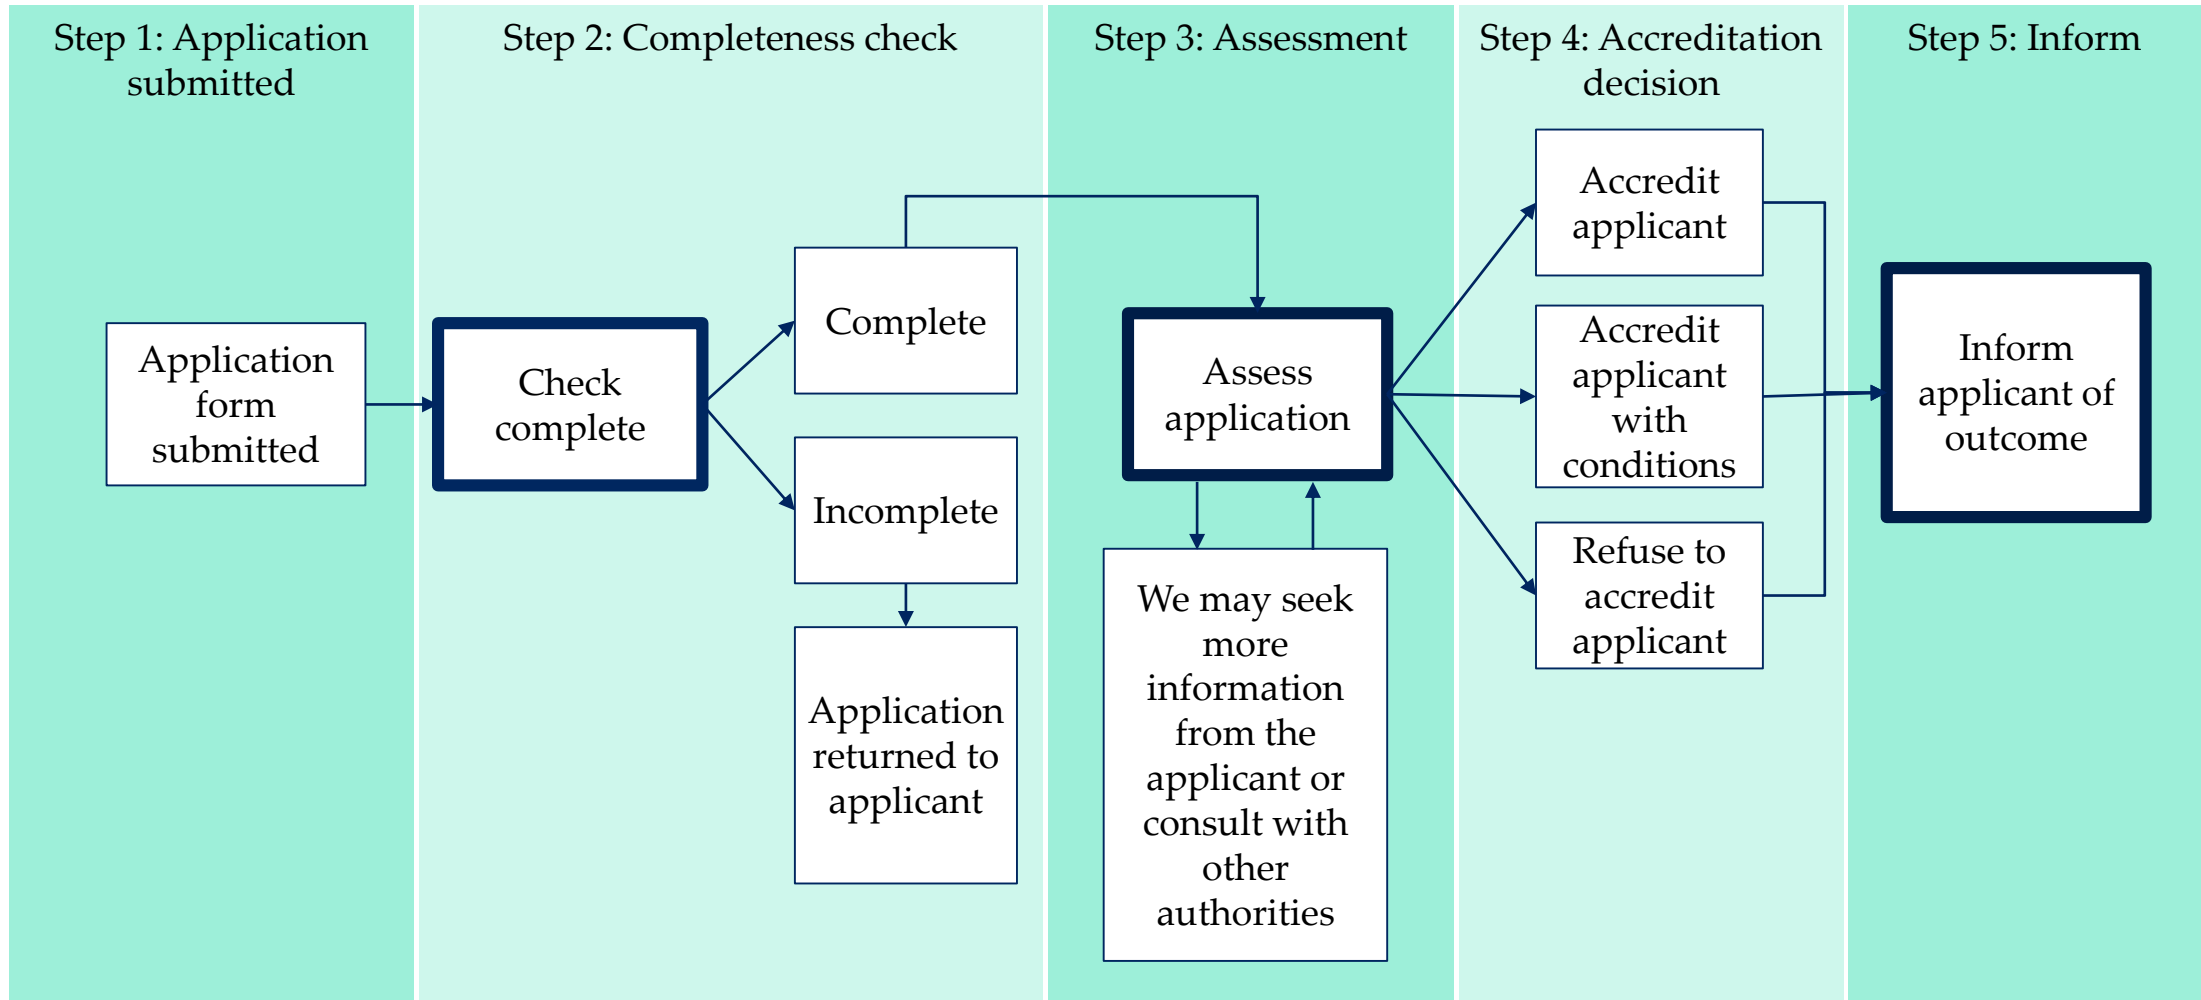 Step 1: Application
submitted
Step 2: Completeness check
Step 3: Assessment
Step 4: Accreditation
decision
Step 5: Inform
Application
form
submitted
Check
complete
Complete
Incomplete
Application
returned to
applicant
Assess
application
We may seek
more
information
from the
applicant or
consult with
other
authorities
Accredit
applicant
Accredit
applicant
with
conditions
Refuse to
accredit
applicant
Inform
applicant of
outcome